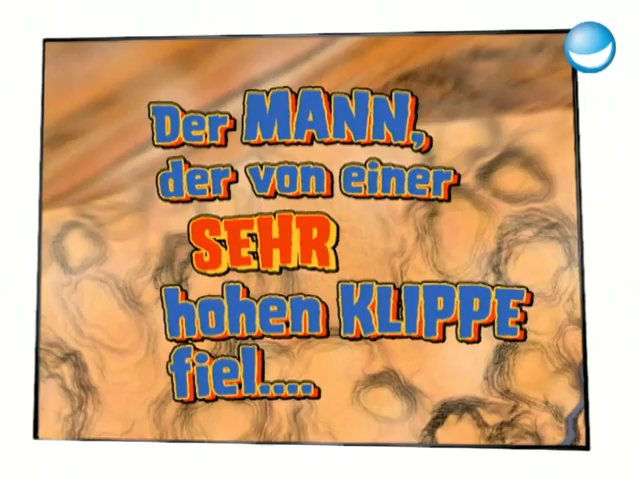 Der MANN,
der von einer
SEHR
hohen KLIPPE
fiel....